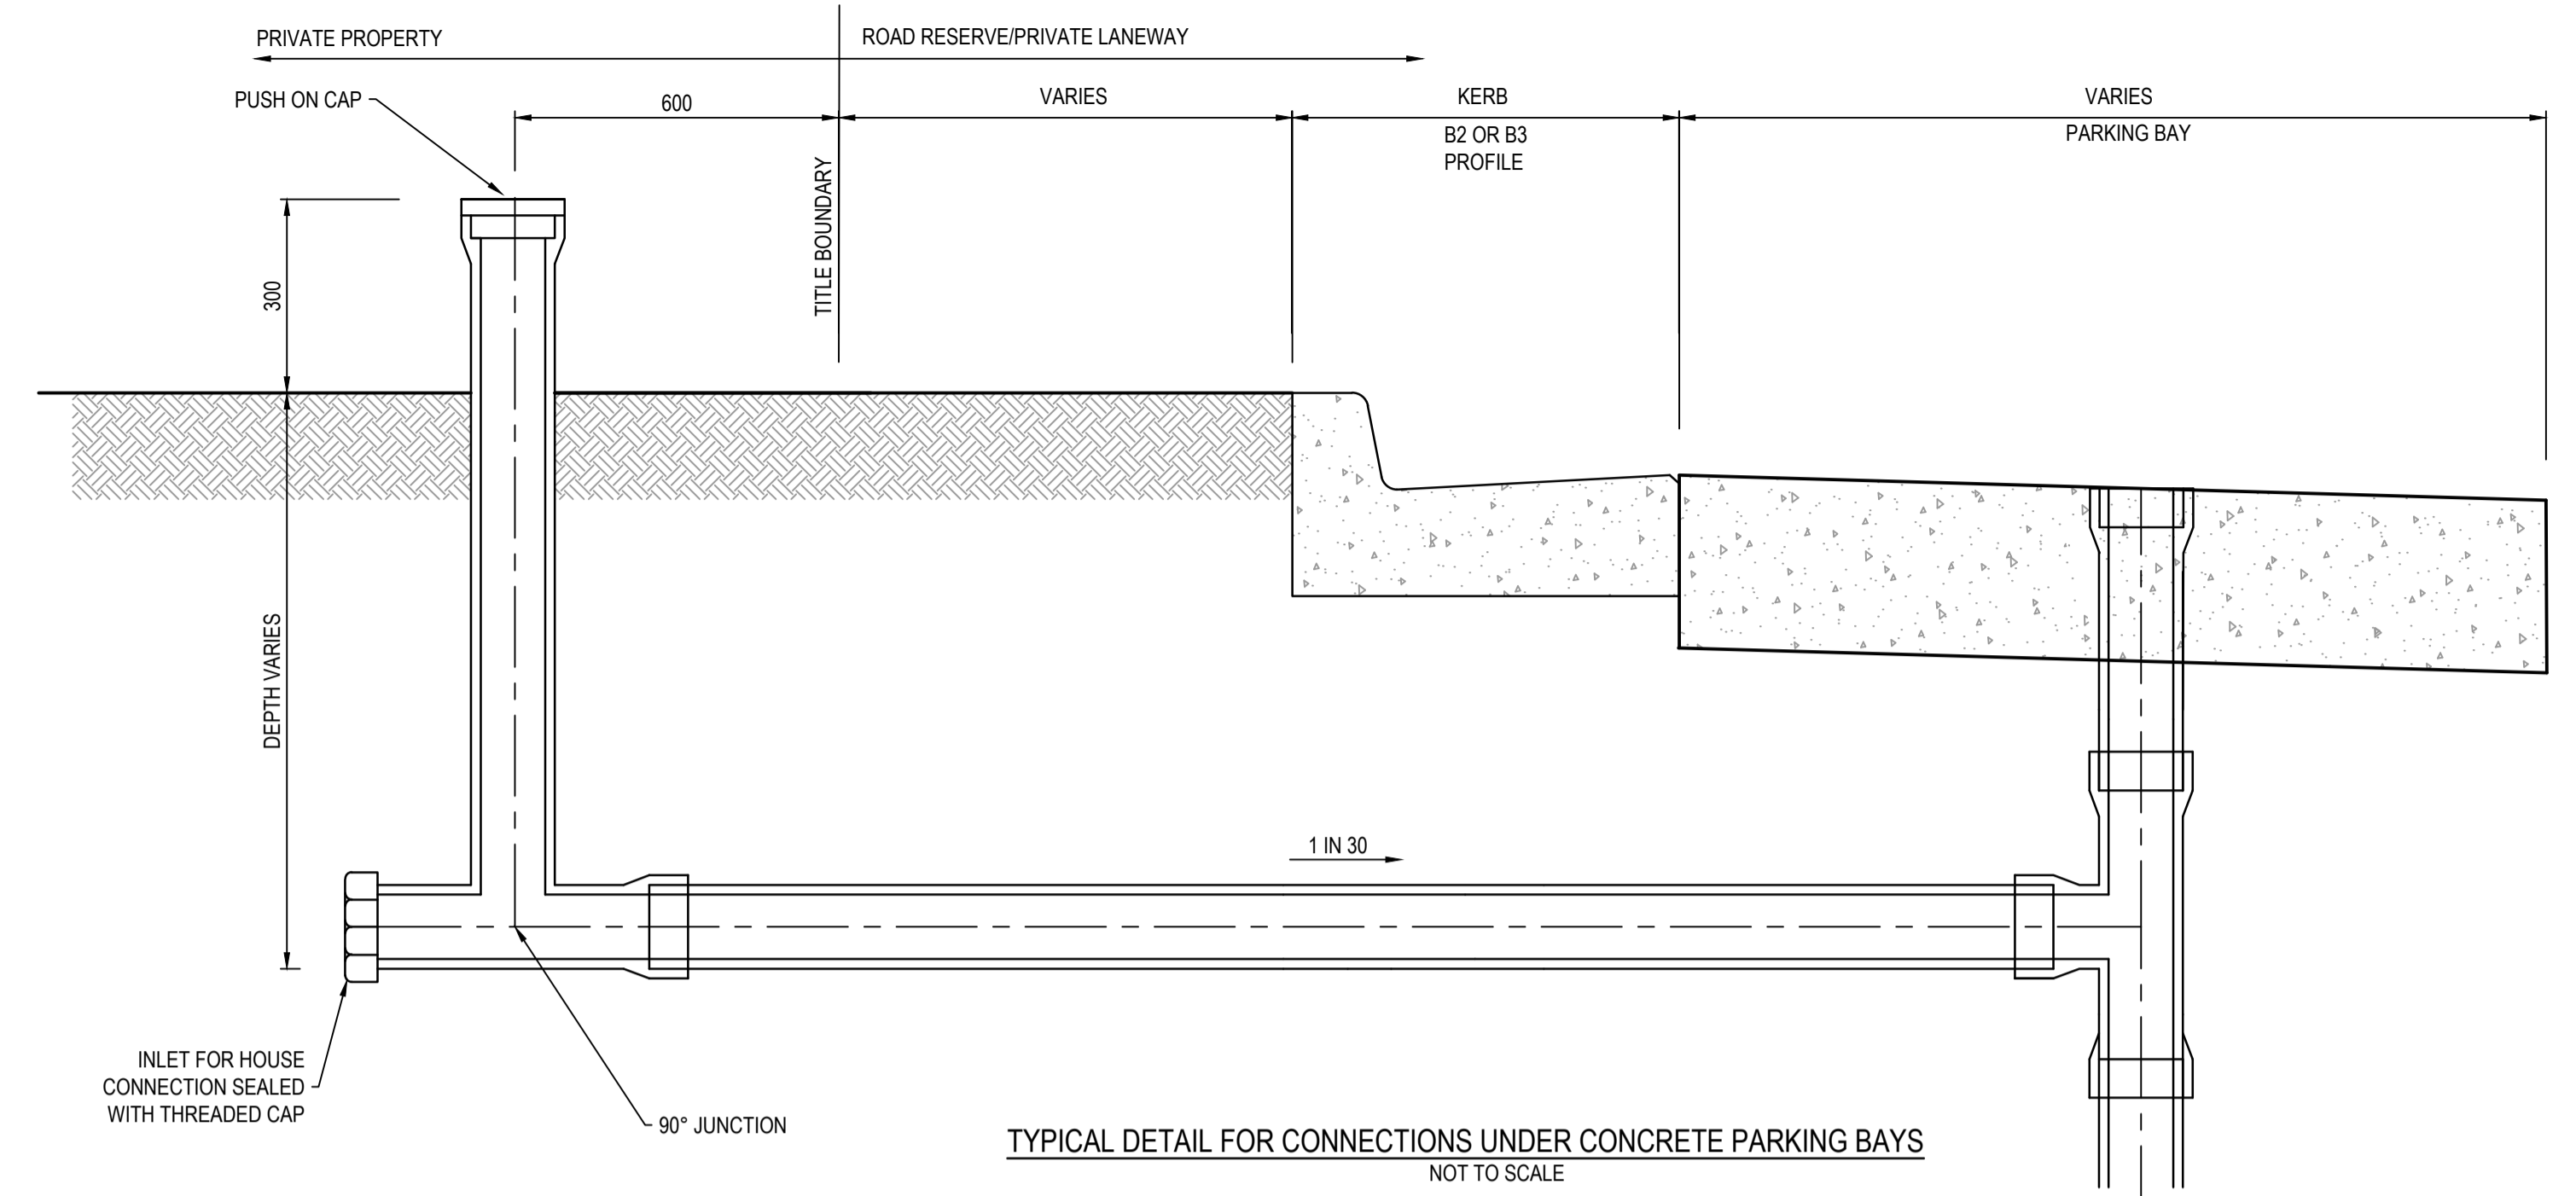 PRIVATE PROPERTY
ROAD RESERVE/PRIVATE LANEWAY
PUSH ON CAP
600
VARIES
KERB
VARIES
B2 OR B3
PROFILE
PARKING BAY
TITLE BOUNDARY
300
DEPTH VARIES
1 IN 30
INLET FOR HOUSE
CONNECTION SEALED
WITH THREADED CAP
90° JUNCTION
TYPICAL DETAIL FOR CONNECTIONS UNDER CONCRETE PARKING BAYS
NOT TO SCALE